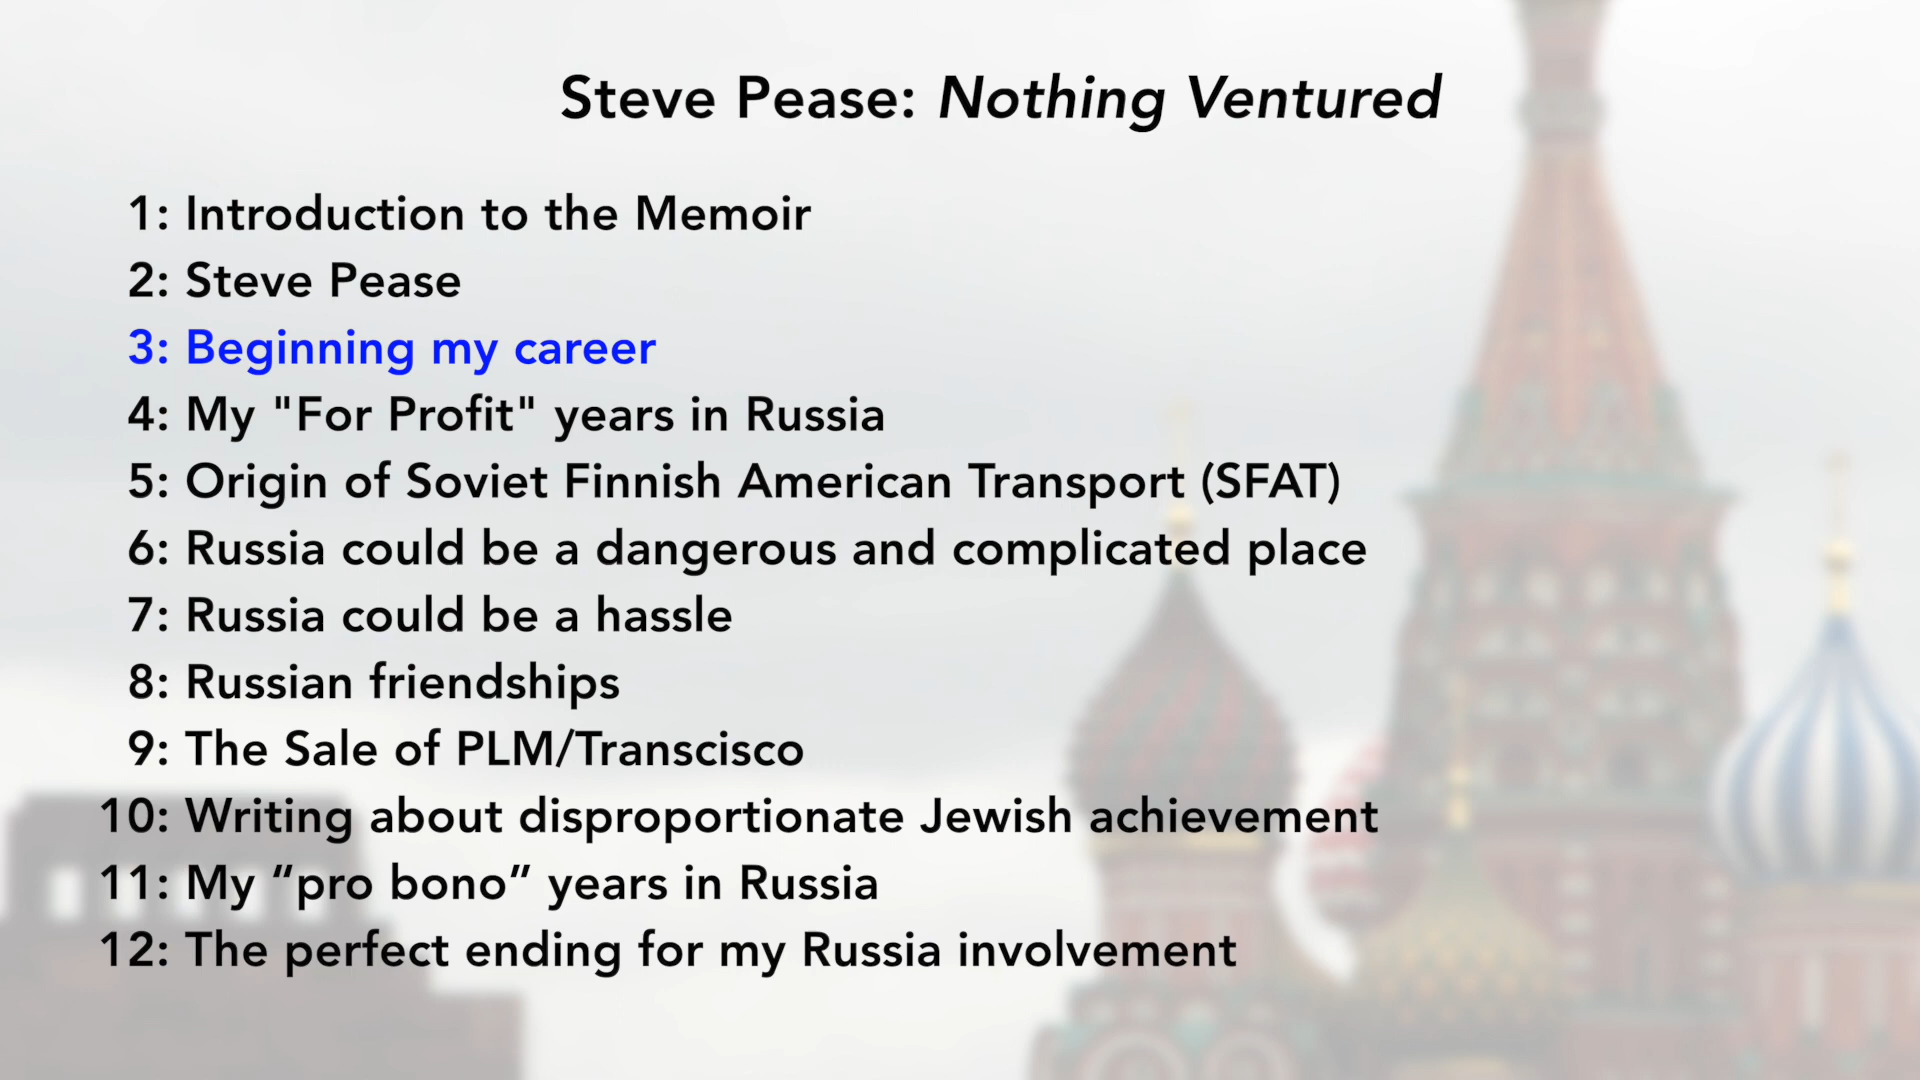 Steve Pease: Nothing Ventured
1: Introduction to the Memoir
2: Steve Pease
3: Beginning my career
4: My "For Profit" years in Russia
5: Origin of Soviet Finnish American Transport (SFAT)
6: Russia could be a dangerous and complicated place
7: Russia could be a hassle
8: Russian friendships
9: The Sale of PLM/Transcisco
10: Writing about disproportionate Jewish achievement
11: My “pro bono” years in Russia
12: The perfect ending for my Russia involvement